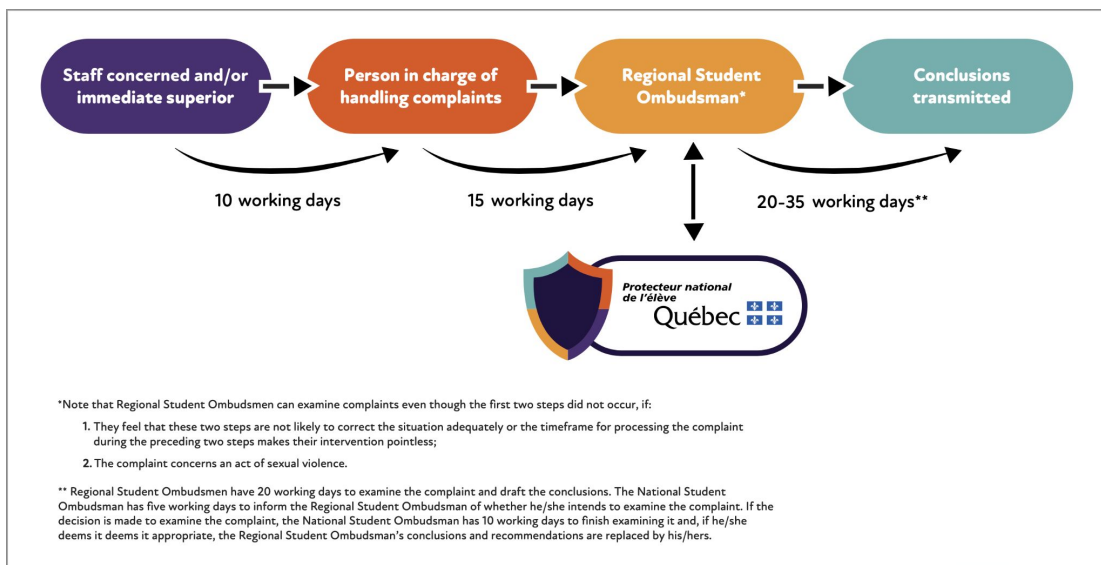 Staff concerned and/or
immediate superior
Person in charge of
handling complaints
Regional Student
Ombudsman*
Conclusions
transmitted
10 working days
15 working days
20-35 working days**
Protecteur national
de l'élève
Québec
*Note that Regional Student Ombudsmen can examine complaints even though the first two steps did not occur, if:
1. They feel that these two steps are not likely to correct the situation adequately or the timeframe for processing the complaint
during the preceding two steps makes their intervention pointless;
2. The complaint concerns an act of sexual violence.
** Regional Student Ombudsmen have 20 working days to examine the complaint and draft the conclusions. The National Student
Ombudsman has five working days to inform the Regional Student Ombudsman of whether he/she intends to examine the complaint. If the
decision is made to examine the complaint, the National Student Ombudsman has 10 working days to finish examining it and, if he/she
deems it deems it appropriate, the Regional Student Ombudsman's conclusions and recommendations are replaced by his/hers.